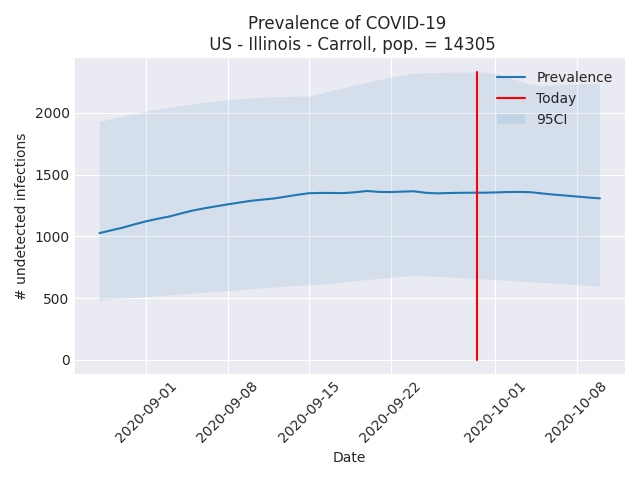 Prevalence of COVID-19
US - Illinois - Carroll, pop. = 14305
Prevalence
Today
95CI
# undetected infections
2000
1500
1000
500
0
2020-09-01
2020-09-08
2020-09-15
2020-09-22
2020-10-01
2020-10-08
Date